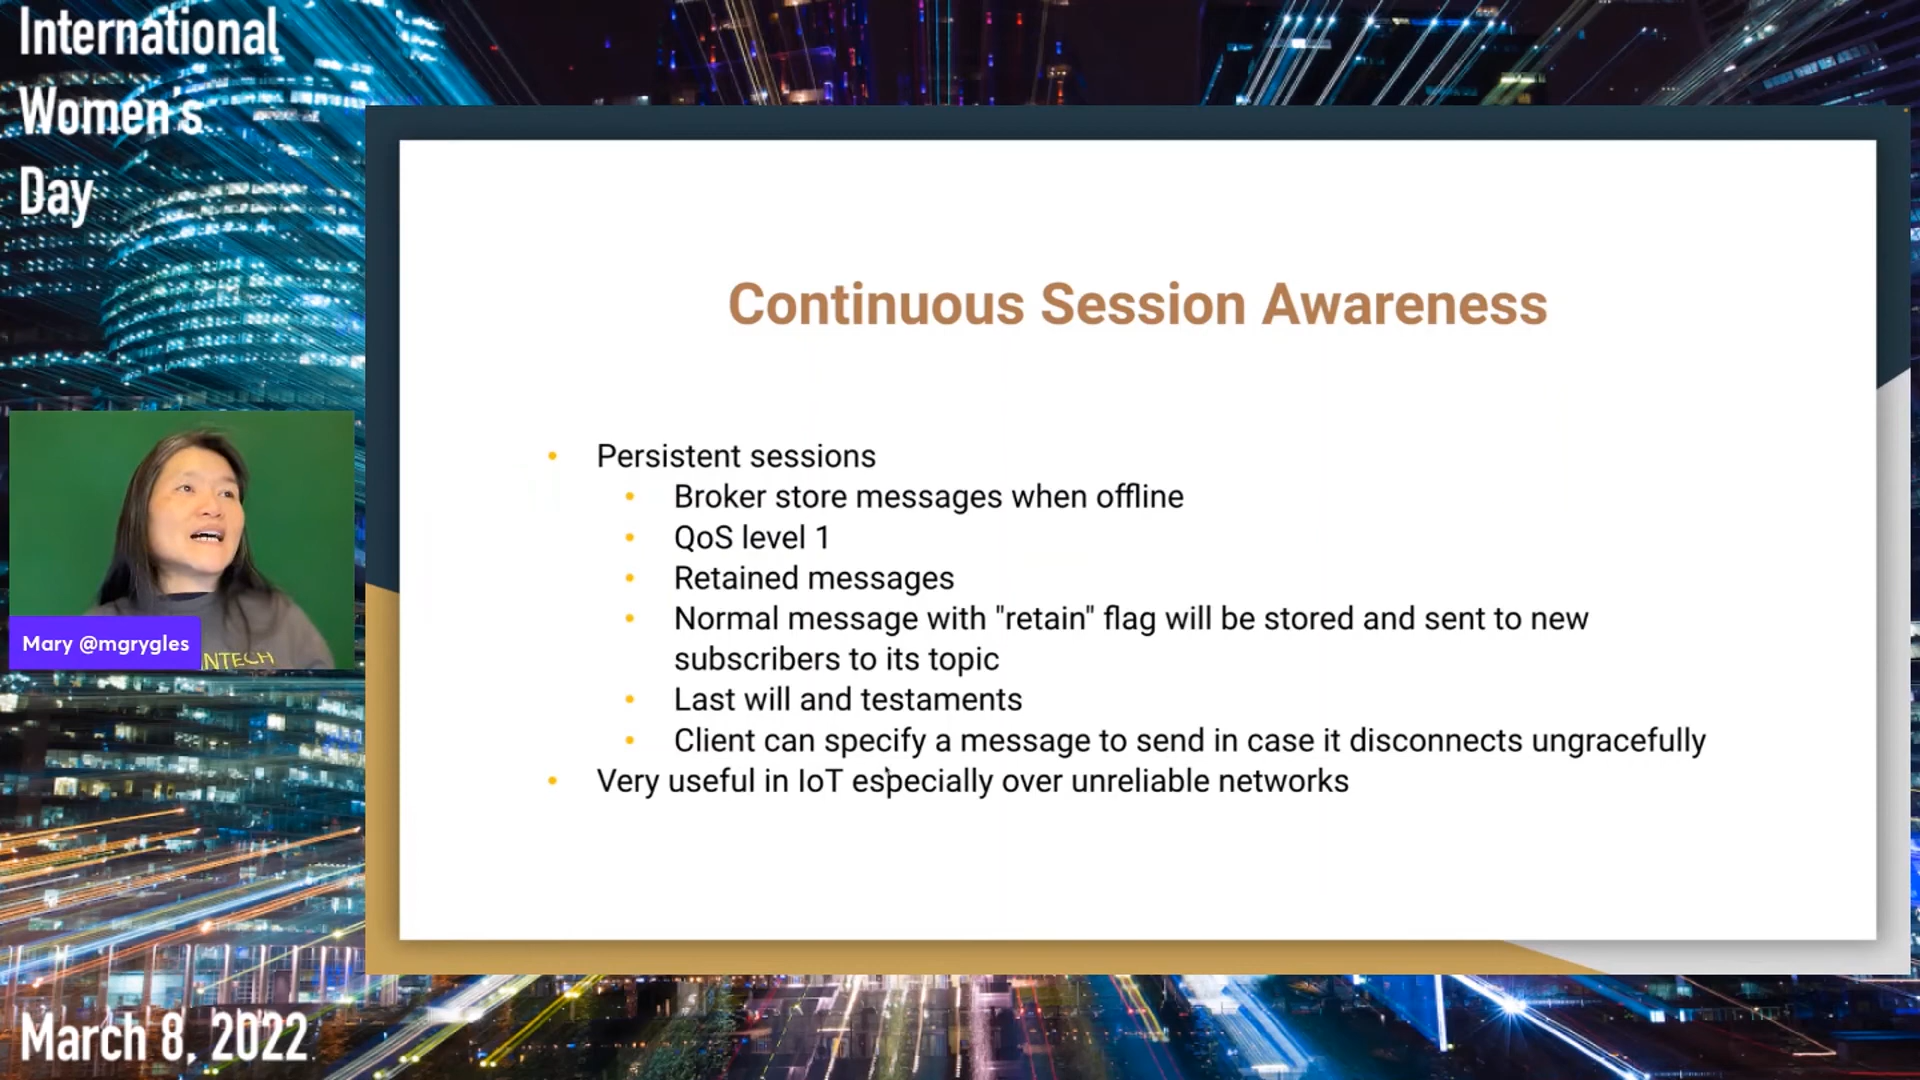 International
Women's
Day
Continuous Session Awareness
• Persistent sessions
• Broker store messages when offline
• QoS level 1
• Retained messages
• Normal message with "retain" flag will be stored and sent to new
subscribers to its topic
• Last will and testaments
• Client can specify a message to send in case it disconnects ungracefully
• Very useful in IoT especially over unreliable networks
Mary @mgrygles
NTECH
March 8, 2022